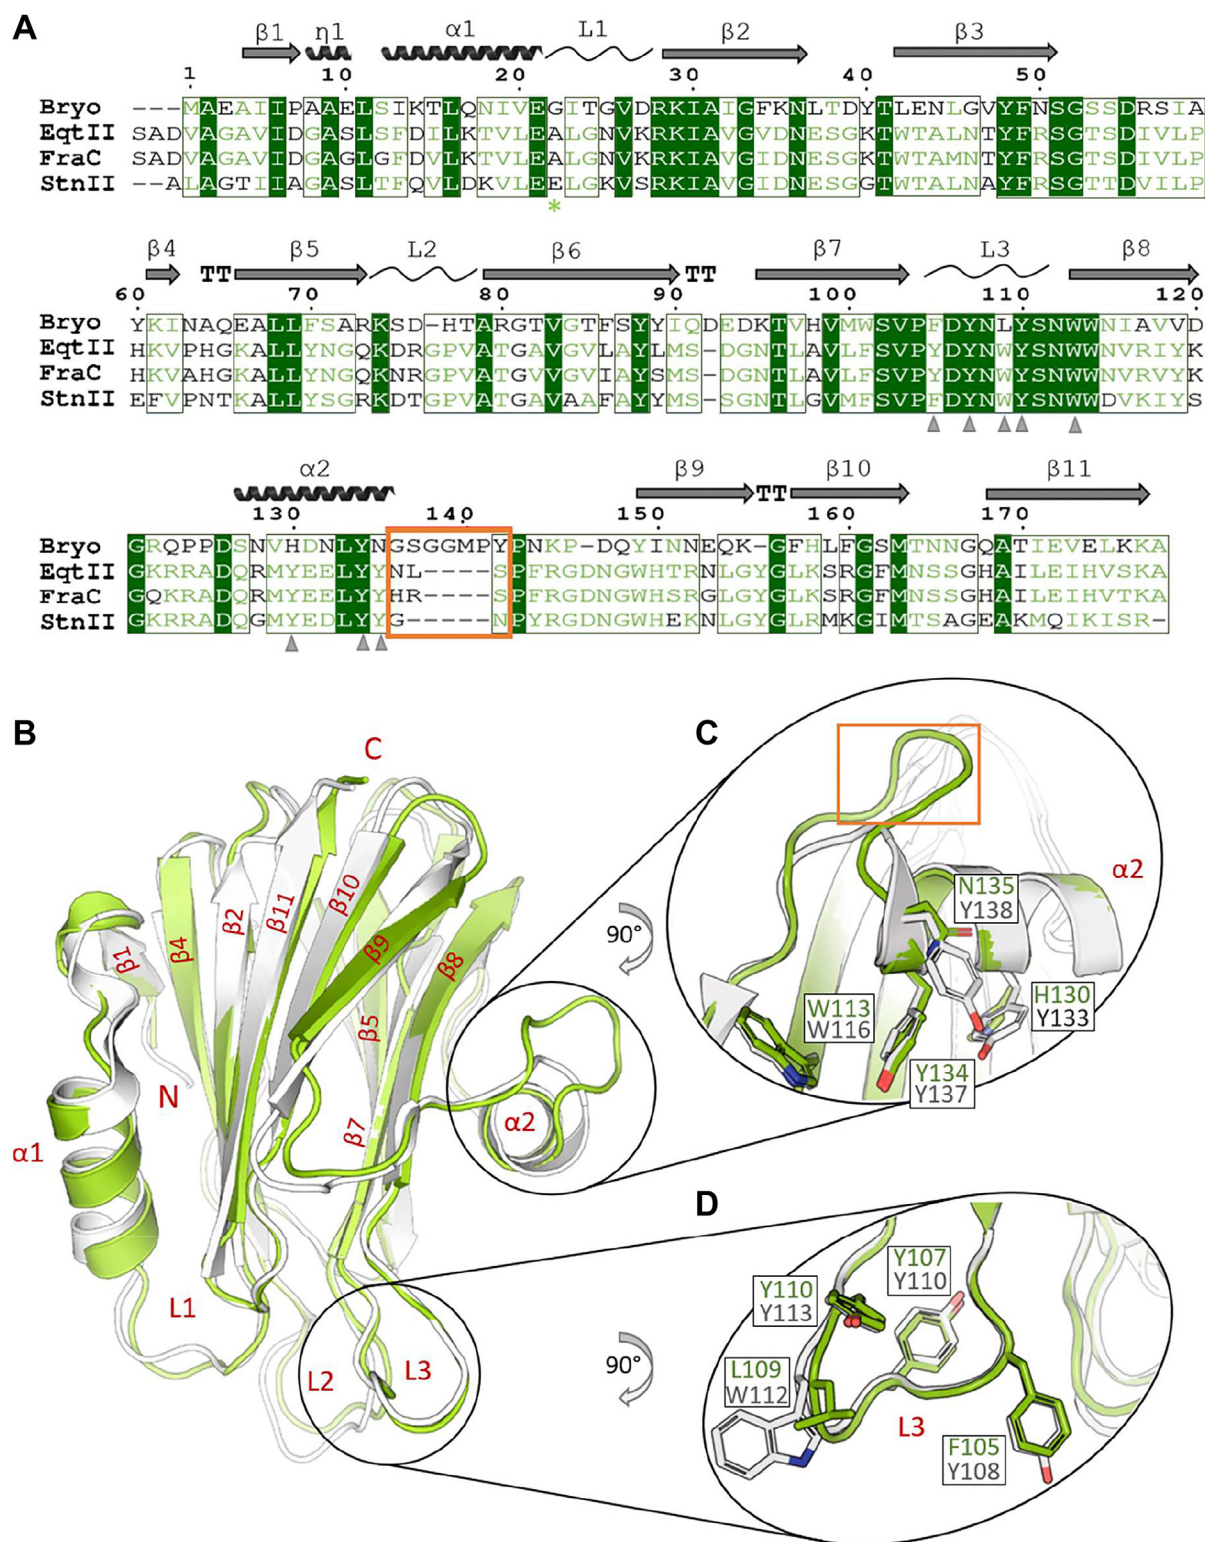 A
β1 η1 α1 L1 β2 β3
1 10 20 30 40 50
Bryo ---MAEAIIPAAELSIKTLQNIVEGITGVDRKIAIGFKNLTDYTLENLGVYFNSGSSDRSIA
EqtII SADVAGAVIDGASLSFDILKTVLEALGNVKRKIAVGVDNESGKTWTALNTYFRSGTSDIVLP
FraC SADVAGAVIDGAGLGFDVLKTVLEALGNVKRKIAVGIDNESGKTWTAMNTYFRSGTSDIVLP
StnII --ALAGTIIAGASLTFQVLDKVLEELGKVSRKIAVGIDNESGGTWTALNAYFRSGTTDVILP
*
β4 TT β5 L2 β6 TT β7 L3 β8
60 70 80 90 100 110 120
Bryo YKINAQEALLFSARKSD-HTARGTVGTFSYYIQDEDKTVHVMWSVPFDYNLYSNWWNIAVVD
EqtII HKVPHGKALLYNGQKDRGPVATGAVGVLAYLMS-DGNTLAVLFSVPYDYNWYSNWWNVRIYK
FraC HKVAHGKALLYNGQKNRGPVATGVVGVIAYSMS-DGNTLAVLFSVPYDYNWYSNWWNVRVYK
StnII EFVPNTKALLYSGRKDTGPVATGAVAAFAYYMS-SGNTLGVMFSVPFDYNWYSNWWDVKIYS
α2 β9 TT β10 β11
130 140 150 160 170
Bryo GRQPPDSNVHDNLYNGSGGMPYPNKP-DQYINNEQK-GFHLFGSMTNNGQATIEVELKKA
EqtII GKRRADQRMYEELYYNL----SPFRGDNGWHTRNLGYGLKSRGFMNSSGHAILEIHVSKA
FraC GQKRADQRMYEELYYHR----SPFRGDNGWHTRNLGYGLKSRGFMNSSGHAILEIHVTKA
StnII GKRRADQGMYEDLYYG-----NPYRGDNGWHEKNLGYGLRMKGIMTSAGEAKMQIKISR-
B
C
β1 β4 β2 β11 β10 β9 β8
β5
N
β7
α2
α1
L1
L2
L3
C
90°
α2
N135
Y138
H130
Y133
W113
W116
Y134
Y137
D
90°
Y107
Y110
Y110
Y113
L109
W112
L3
F105
Y108